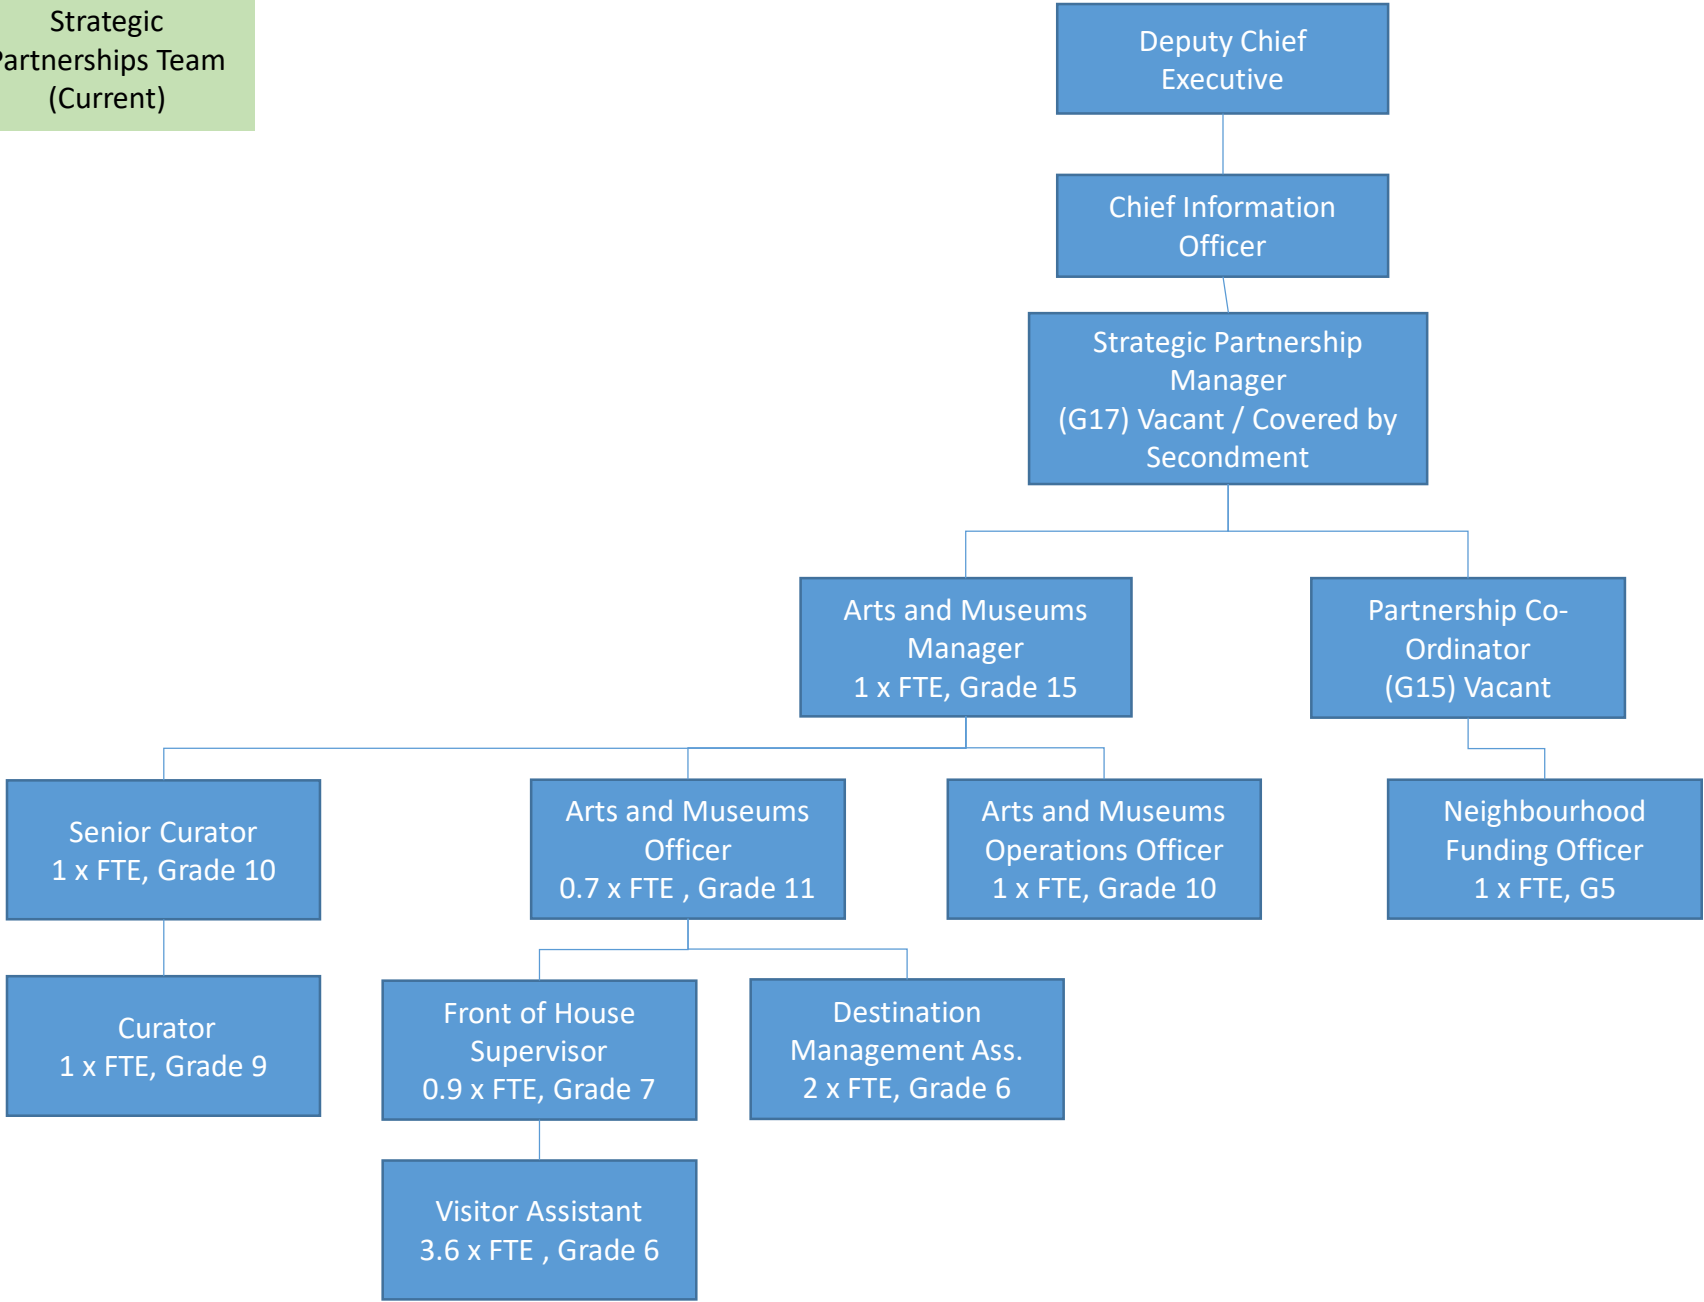 Strategic
Partnerships Team
(Current)
Deputy Chief
Executive
Chief Information
Officer
Strategic Partnership
Manager
(G17) Vacant / Covered by
Secondment
Arts and Museums
Manager
1 x FTE, Grade 15
Partnership Co-
Ordinator
(G15) Vacant
Senior Curator
1 x FTE, Grade 10
Arts and Museums
Officer
0.7 x FTE , Grade 11
Arts and Museums
Operations Officer
1 x FTE, Grade 10
Neighbourhood
Funding Officer
1 x FTE, G5
Curator
1 x FTE, Grade 9
Front of House
Supervisor
0.9 x FTE, Grade 7
Destination
Management Ass.
2 x FTE, Grade 6
Visitor Assistant
3.6 x FTE , Grade 6